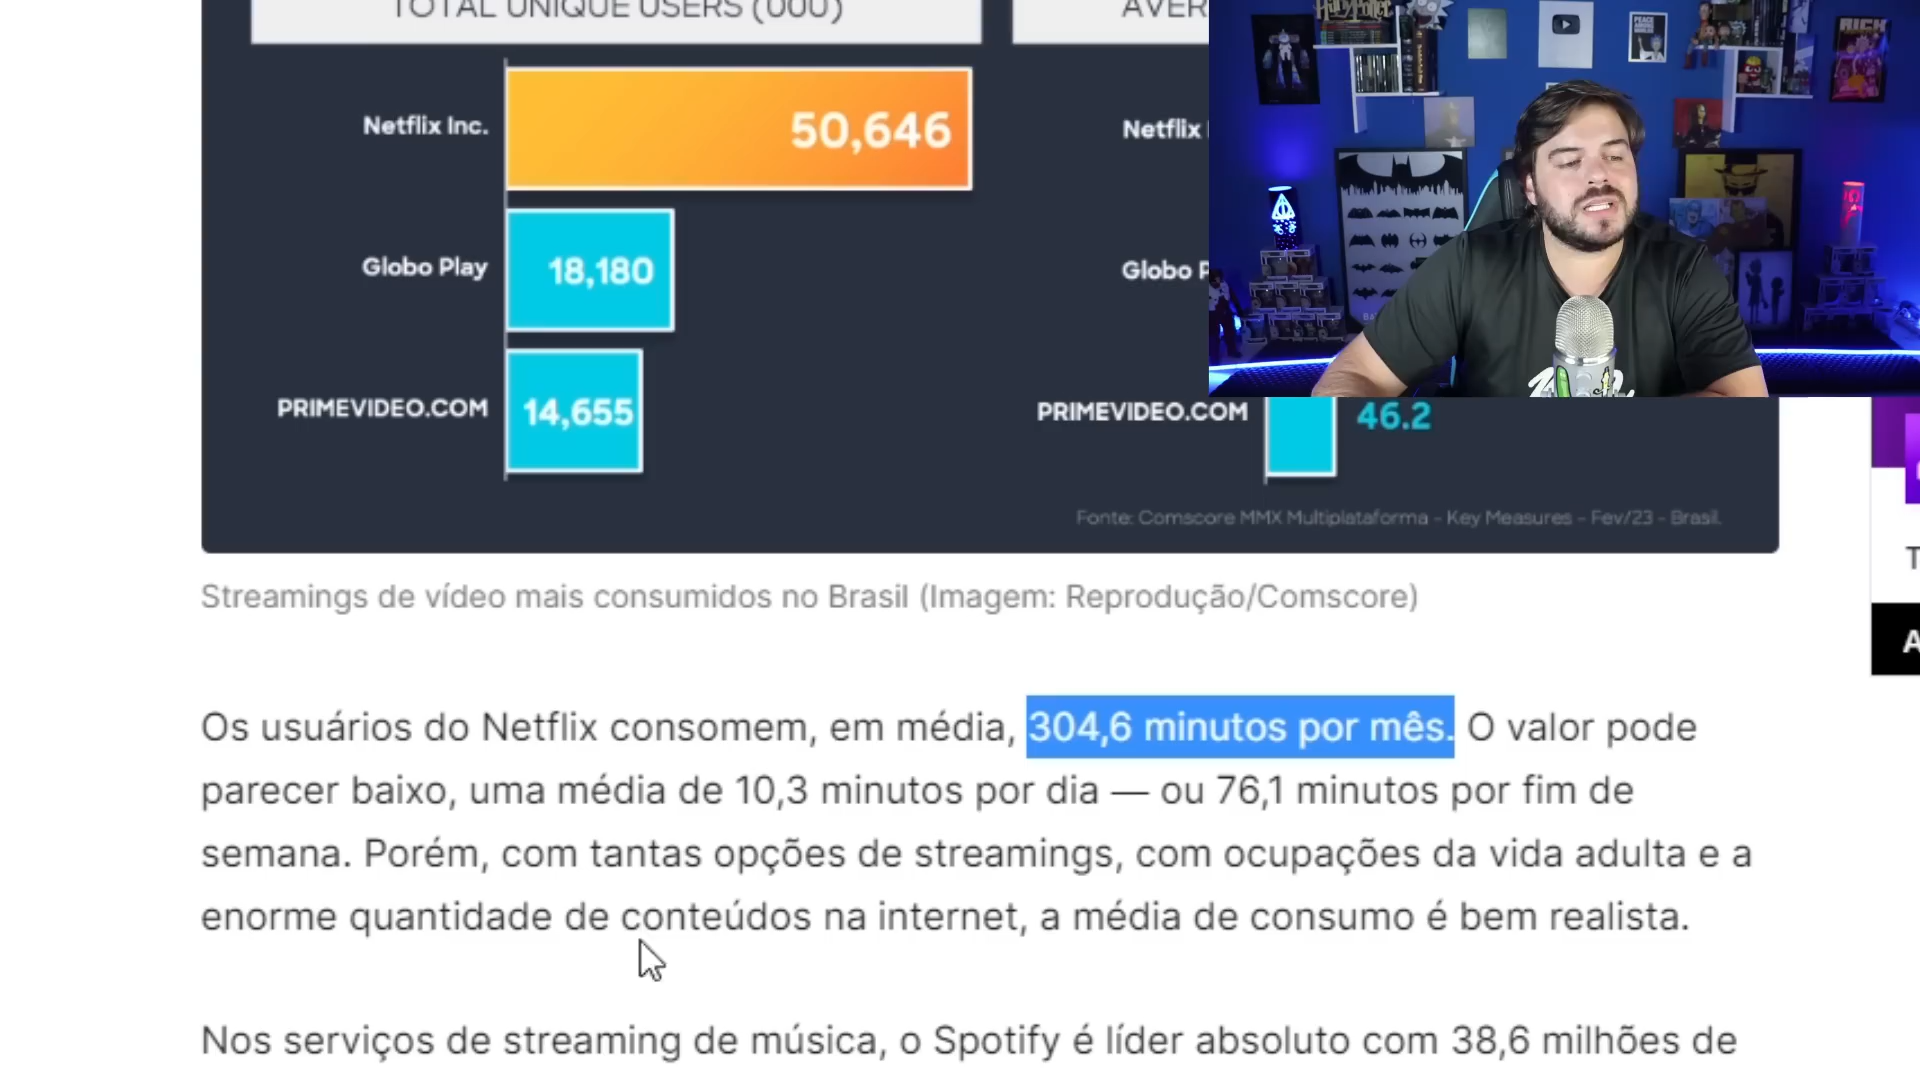 TOTAL UNIQUE USERS (000)
AVER
Netflix Inc.
50,646
Netflix
Globo Play
18,180
Globo P
PRIMEVIDEO.COM
14,655
PRIMEVIDEO.COM
46.2
Fonte: Comscore MMX Multiplataforma - Key Measures - Fev/23 - Brasil.
Streamings de vídeo mais consumidos no Brasil (Imagem: Reprodução/Comscore)
Os usuários do Netflix consomem, em média, 304,6 minutos por mês. O valor pode
parecer baixo, uma média de 10,3 minutos por dia — ou 76,1 minutos por fim de
semana. Porém, com tantas opções de streamings, com ocupações da vida adulta e a
enorme quantidade de conteúdos na internet, a média de consumo é bem realista.
Nos serviços de streaming de música, o Spotify é líder absoluto com 38,6 milhões de
T
A
Harry Potter
RICK
PEACE